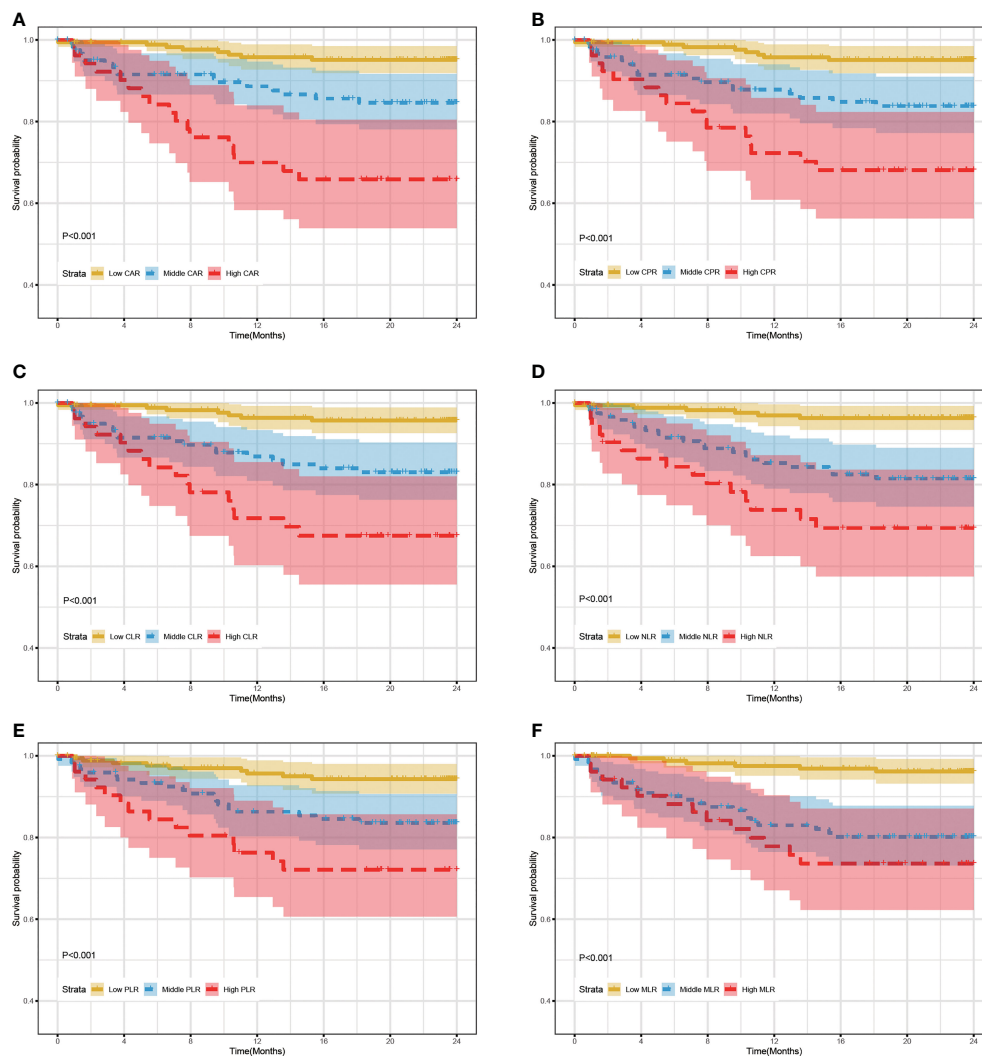 A
Survival probability
1.0
0.8
0.6
0.4
P<0.001
Strata Low CAR Middle CAR High CAR
0 4 8 12 16 20 24
Time(Months)
B
Survival probability
1.0
0.8
0.6
0.4
P<0.001
Strata Low CPR Middle CPR High CPR
0 4 8 12 16 20 24
Time(Months)
C
Survival probability
1.0
0.8
0.6
0.4
P<0.001
Strata Low CLR Middle CLR High CLR
0 4 8 12 16 20 24
Time(Months)
D
Survival probability
1.0
0.8
0.6
0.4
P<0.001
Strata Low NLR Middle NLR High NLR
0 4 8 12 16 20 24
Time(Months)
E
Survival probability
1.0
0.8
0.6
0.4
P<0.001
Strata Low PLR Middle PLR High PLR
0 4 8 12 16 20 24
Time(Months)
F
Survival probability
1.0
0.8
0.6
0.4
P<0.001
Strata Low MLR Middle MLR High MLR
0 4 8 12 16 20 24
Time(Months)